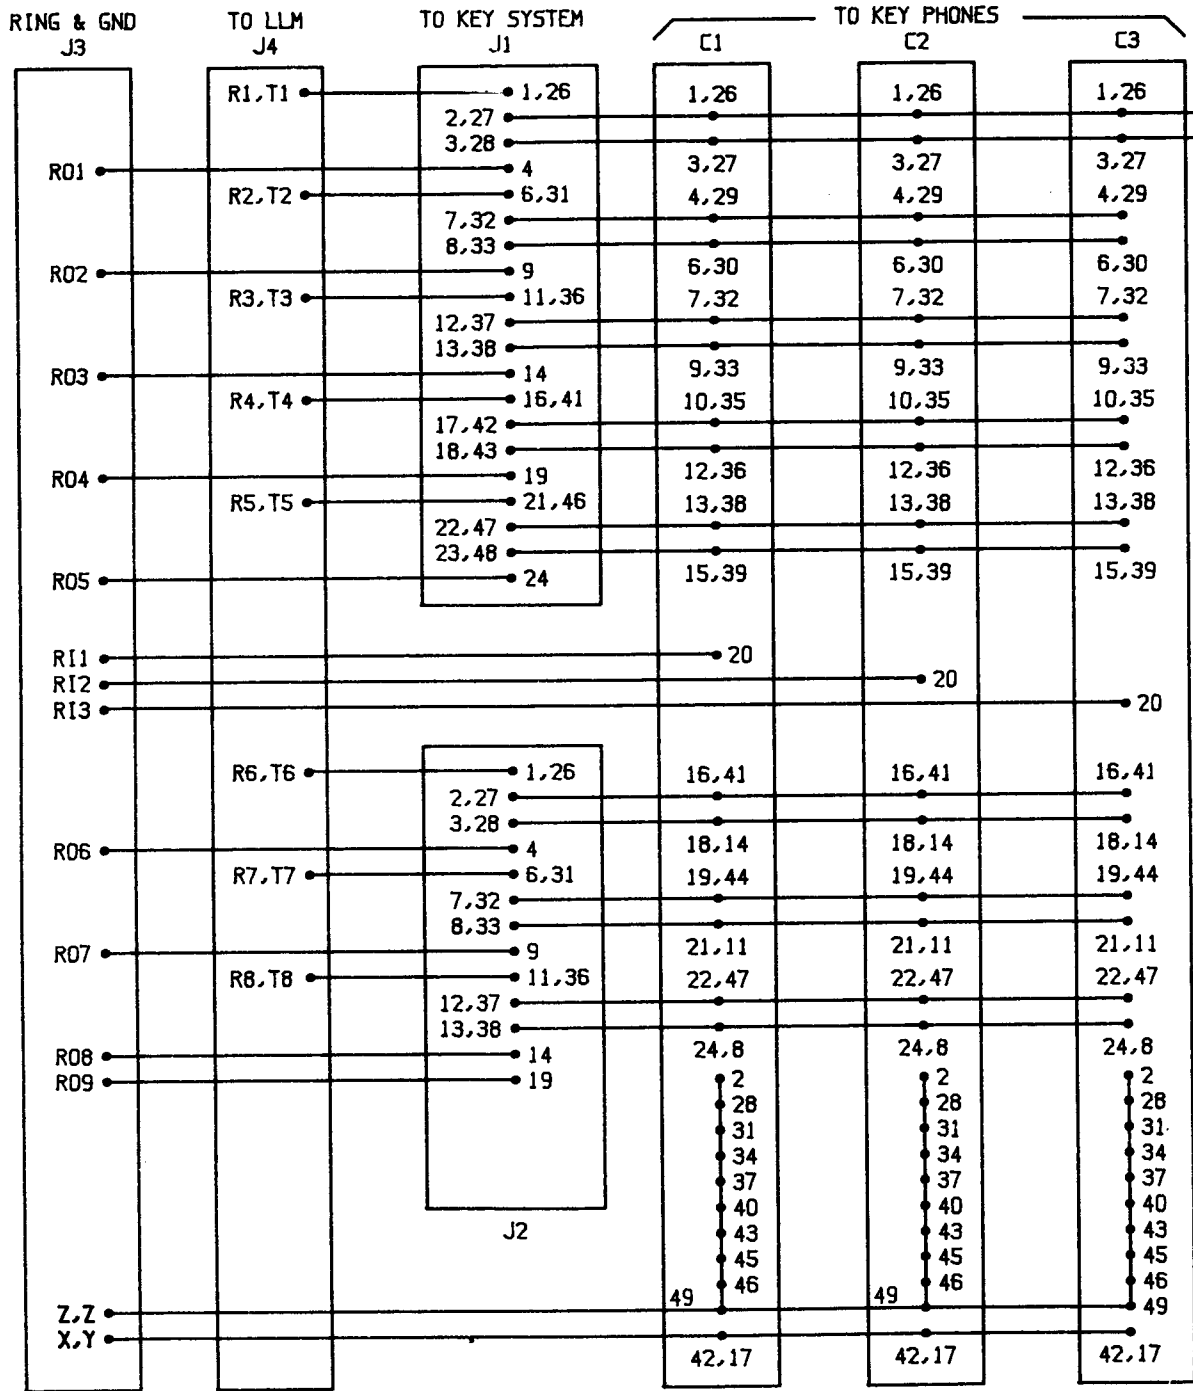 RING & GND TO LLM TO KEY SYSTEM TO KEY PHONES
J3 J4 J1 C1 C2 C3
R1,T1 1,26 1,26 1,26 1,26
2,27
3,28
RO1 4 3,27 3,27 3,27
R2,T2 6,31 4,29 4,29 4,29
7,32
8,33
RO2 9 6,30 6,30 6,30
R3,T3 11,36 7,32 7,32 7,32
12,37
13,38
RO3 14 9,33 9,33 9,33
R4,T4 16,41 10,35 10,35 10,35
17,42
18,43
RO4 19 12,36 12,36 12,36
R5,T5 21,46 13,38 13,38 13,38
22,47
23,48
RO5 24 15,39 15,39 15,39
RI1 20
RI2 20
RI3 20
R6,T6 1,26 16,41 16,41 16,41
2,27
3,28
RO6 4 18,14 18,14 18,14
R7,T7 6,31 19,44 19,44 19,44
7,32
8,33
RO7 9 21,11 21,11 21,11
R8,T8 11,36 22,47 22,47 22,47
12,37
13,38
RO8 14 24,8 24,8 24,8
RO9 19 2 2 2
28 28 28
31 31 31
34 34 34
37 37 37
40 40 40
J2 43 43 43
45 45 45
46 46 46
Z,Z 49 49 49
X,Y 42,17 42,17 42,17